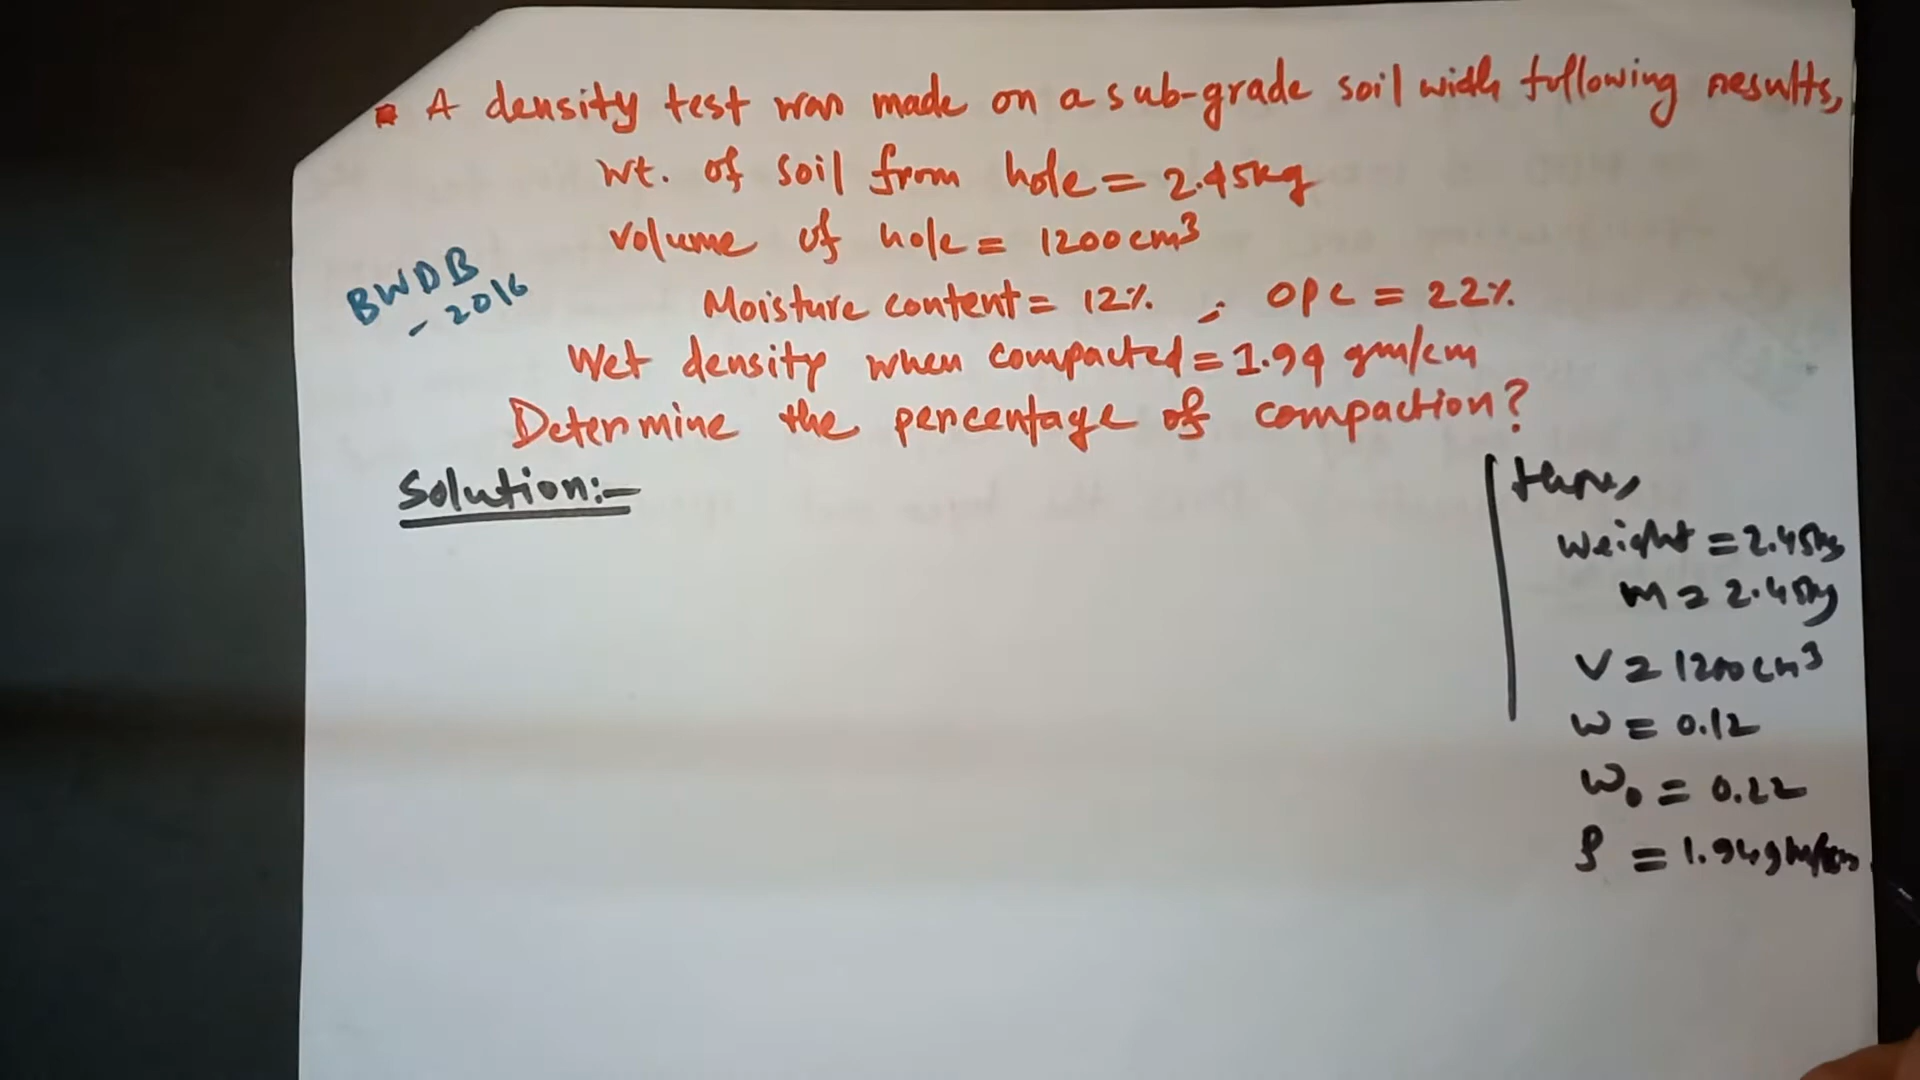 A density test was made on a sub-grade soil with following results,
wt. of soil from hole = 2.45kg
volume of hole = 1200cm³
BWDB
- 2016
Moisture content = 12%. , OPC = 22%.
Wet density when compacted = 1.94 gm/cm
Determine the percentage of compaction?
Solution:-
Weight = 2.45kg
m = 2.45kg
V = 1200cm³
w = 0.12
w₀ = 0.22
ρ = 1.94gm/cm